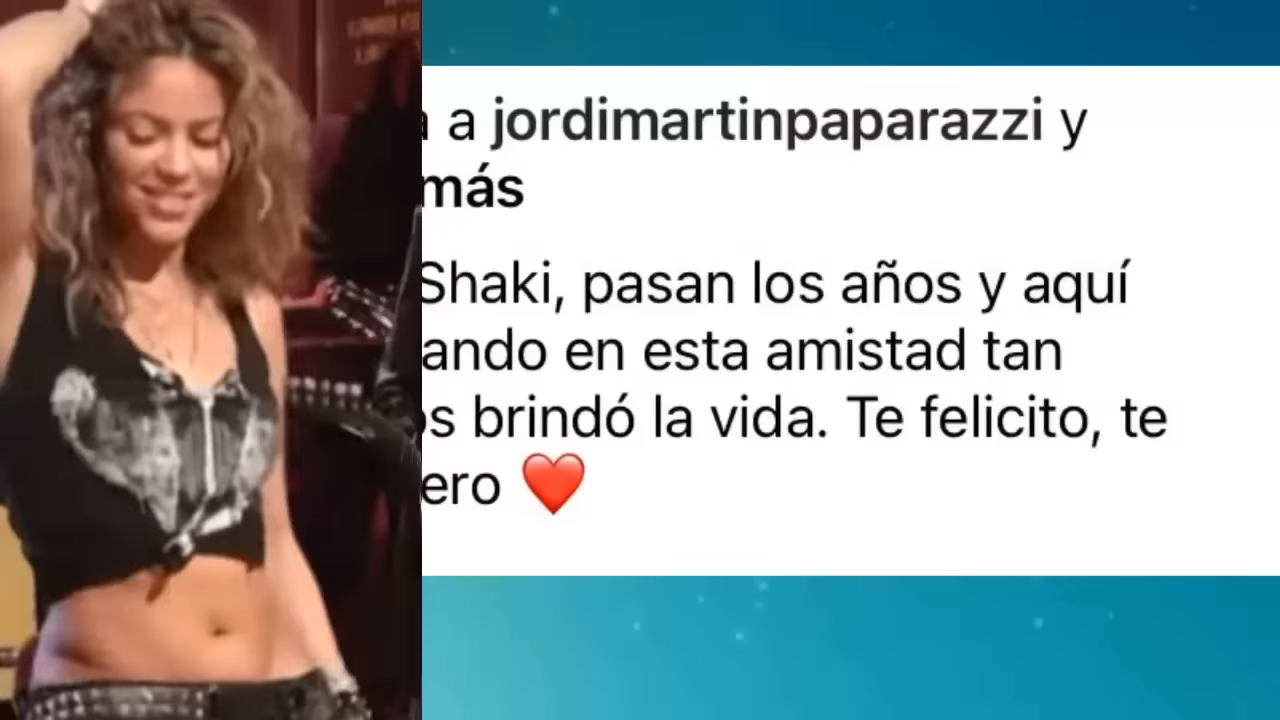 a jordimartinpaparazzi y
más
Shaki, pasan los años y aquí
ando en esta amistad tan
os brindó la vida. Te felicito, te
ero ❤️